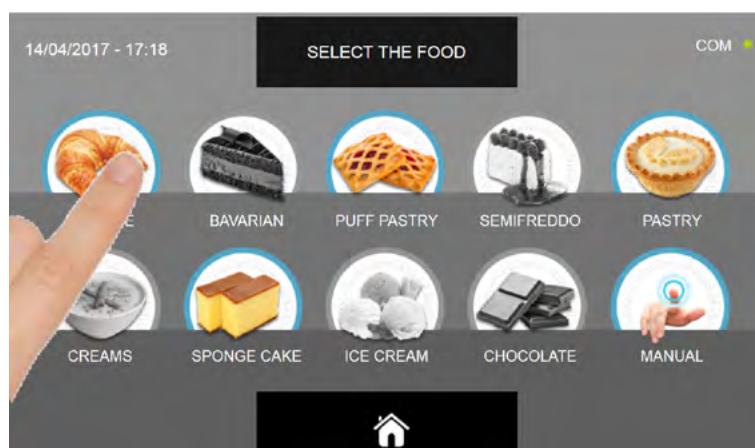 14/04/2017 - 17:18
SELECT THE FOOD
COM
BAVARIAN
PUFF PASTRY
SEMIFREDDO
PASTRY
CREAMS
SPONGE CAKE
ICE CREAM
CHOCOLATE
MANUAL